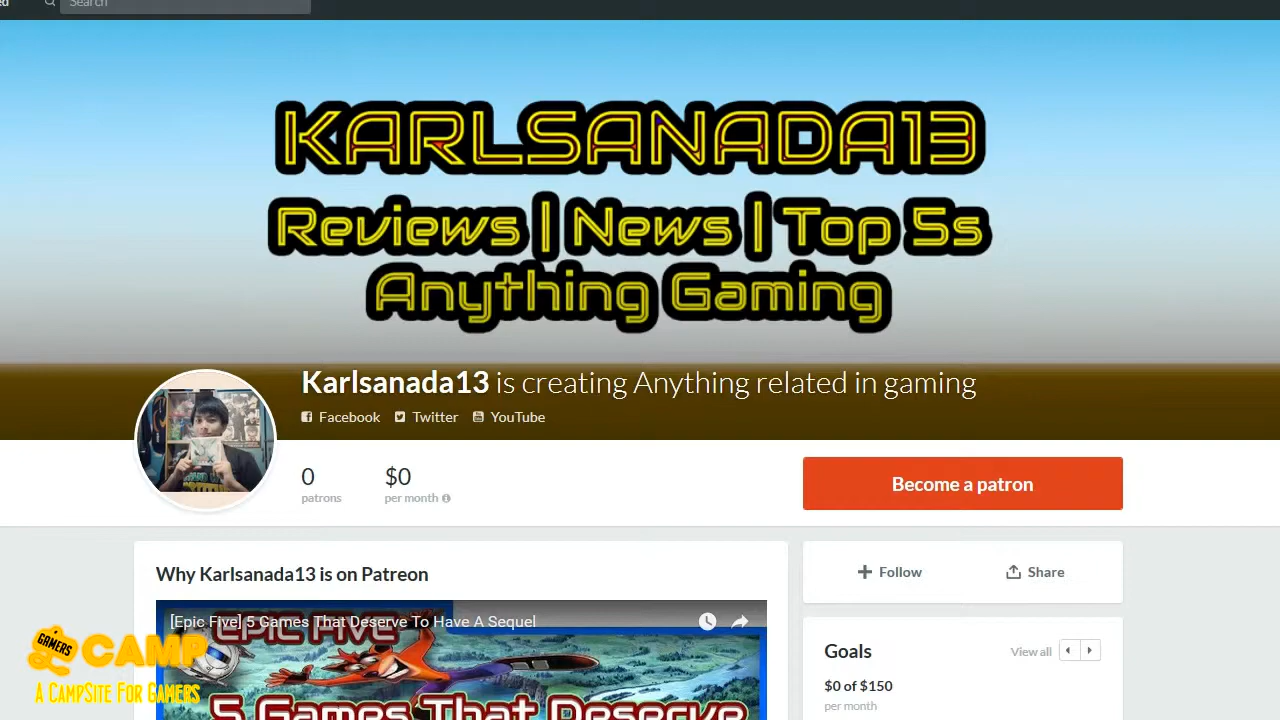 ed
Search
KARLSANADA13
Reviews | News | Top 5s
Anything Gaming
Karlsanada13 is creating Anything related in gaming
Facebook Twitter YouTube
0 $0
patrons per month
Become a patron
Why Karlsanada13 is on Patreon
Follow Share
[Epic Five] 5 Games That Deserve To Have A Sequel
EPIC FIVE
5 Games That Deserve
Goals View all
$0 of $150
per month
GAMERS CAMP
A CampSite For Gamers